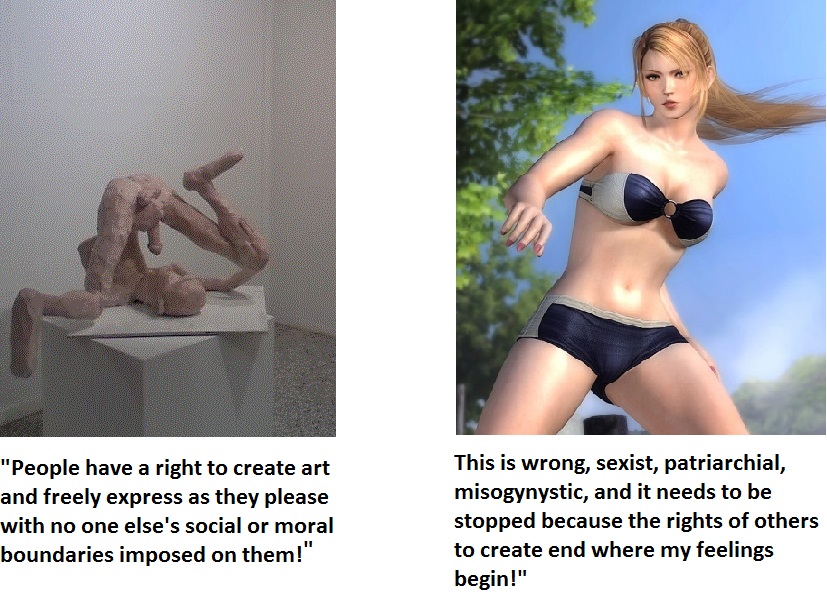 "People have a right to create art
and freely express as they please
with no one else's social or moral
boundaries imposed on them!"
This is wrong, sexist, patriarchial,
misogynystic, and it needs to be
stopped because the rights of others
to create end where my feelings
begin!"